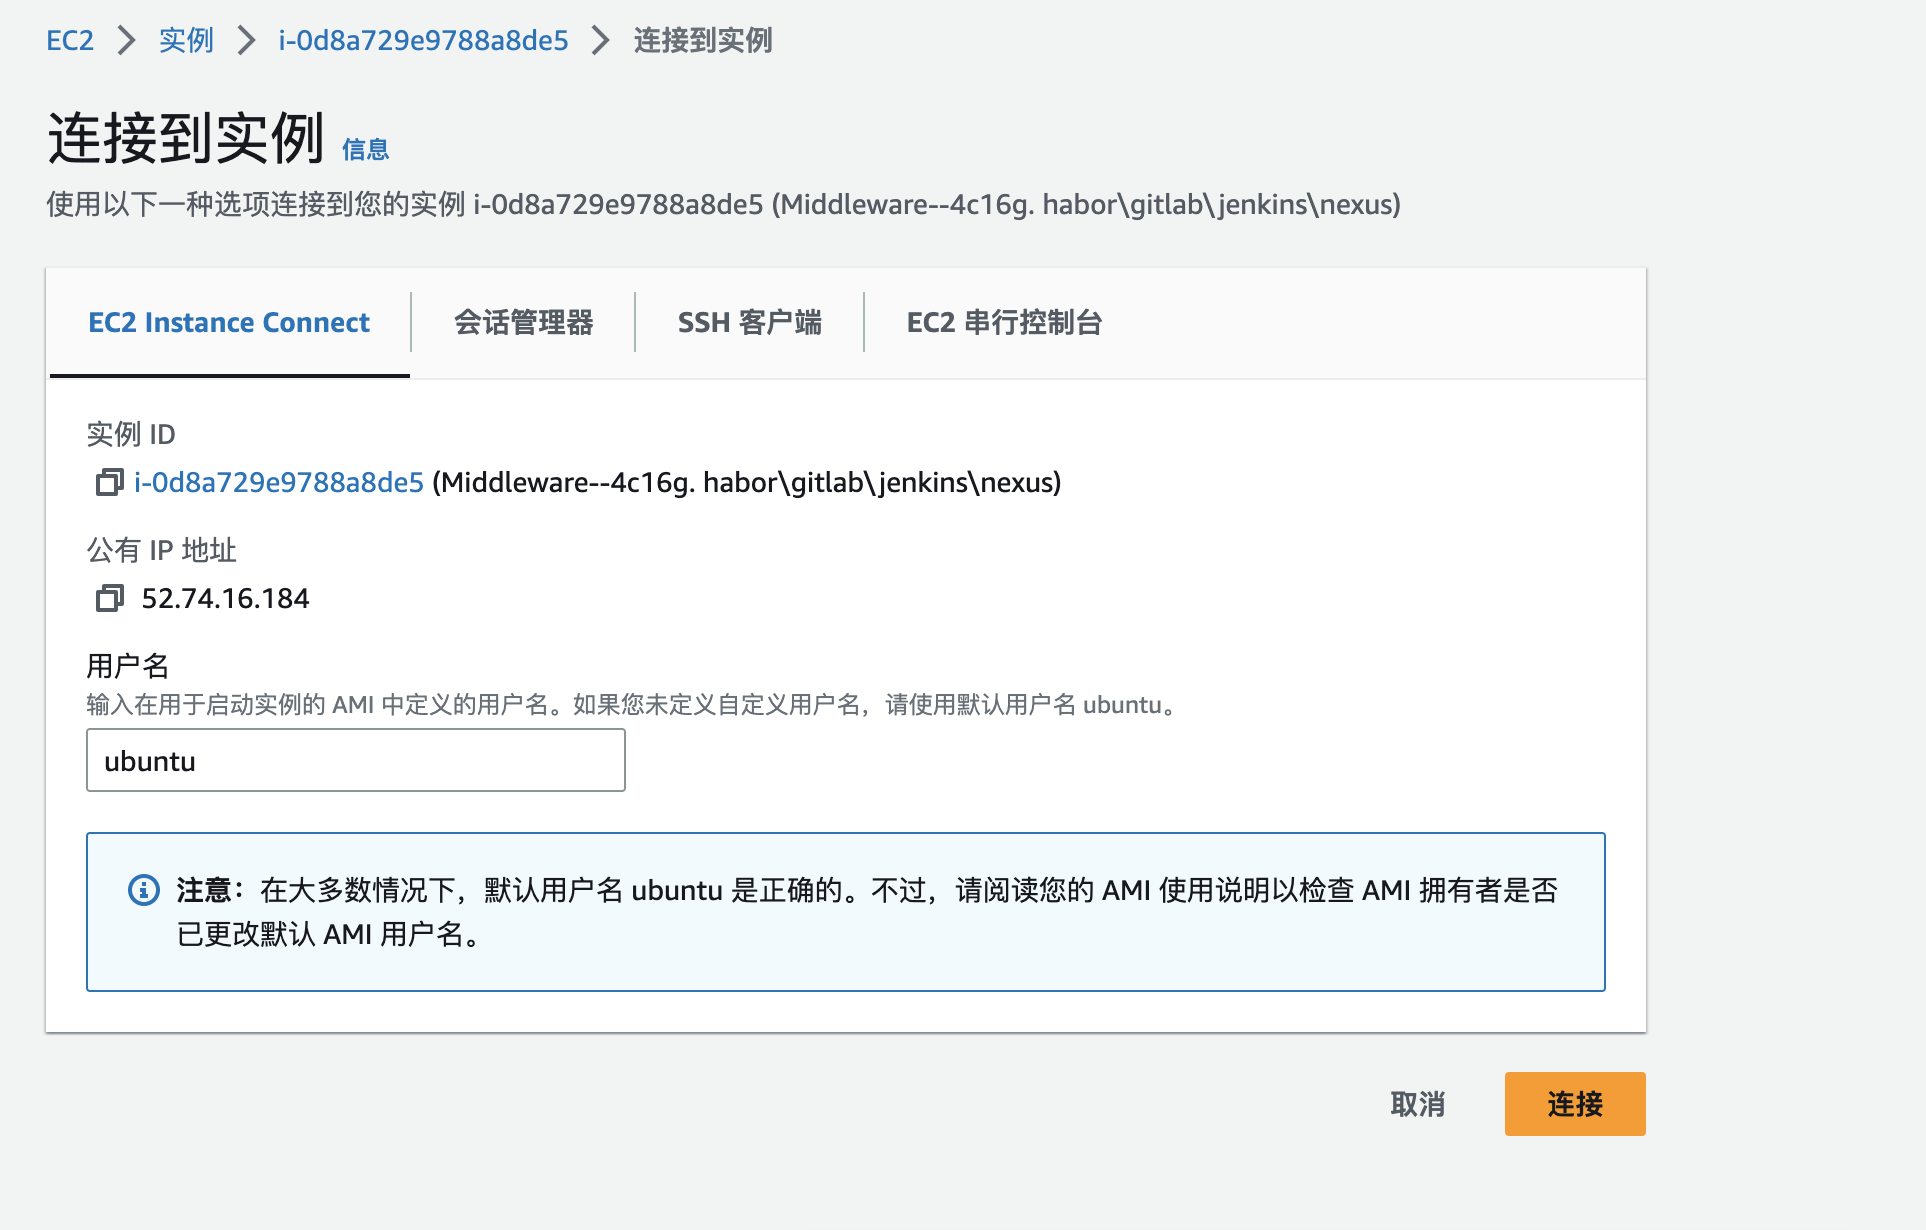 EC2 > 实例 > i-0d8a729e9788a8de5 > 连接到实例
连接到实例 信息
使用以下一种选项连接到您的实例 i-0d8a729e9788a8de5 (Middleware--4c16g. habor\gitlab\jenkins\nexus)
EC2 Instance Connect 会话管理器 SSH 客户端 EC2 串行控制台
实例 ID
i-0d8a729e9788a8de5 (Middleware--4c16g. habor\gitlab\jenkins\nexus)
公有 IP 地址
52.74.16.184
用户名
输入在用于启动实例的 AMI 中定义的用户名。如果您未定义自定义用户名，请使用默认用户名 ubuntu。
ubuntu
注意：在大多数情况下，默认用户名 ubuntu 是正确的。不过，请阅读您的 AMI 使用说明以检查 AMI 拥有者是否
已更改默认 AMI 用户名。
取消 连接